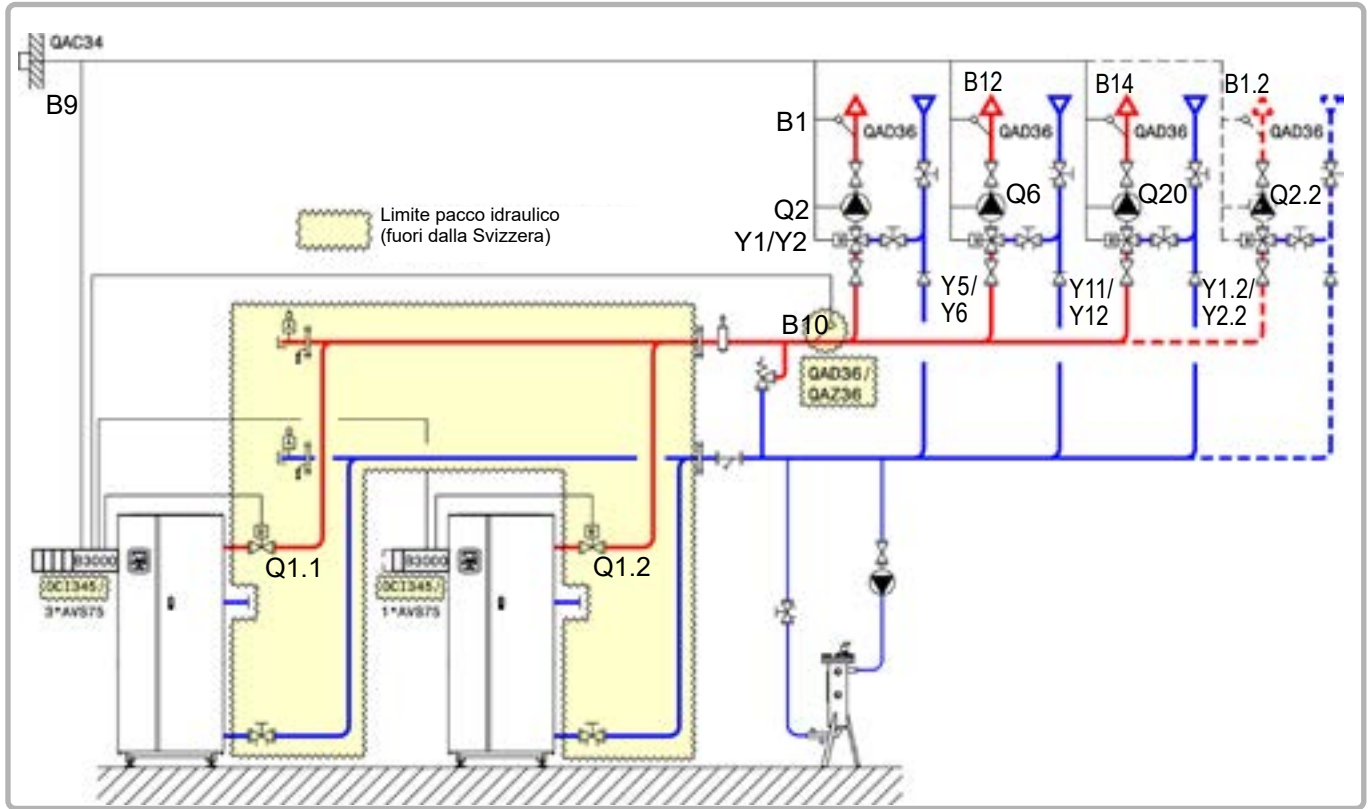 QAC34
B9
B12
B14
B1.2
B1
QAD36
QAD36
QAD36
QAD36
Q2
Q6
Q20
Q2.2
Y1/Y2
Limite pacco idraulico
(fuori dalla Svizzera)
Y5/
Y6
Y11/
Y12
Y1.2/
Y2.2
B10
QAD36/
QAZ36
B3000
Q1.1
B3000
Q1.2
OCI345/
3*AVS75
OCI345/
1*AVS75